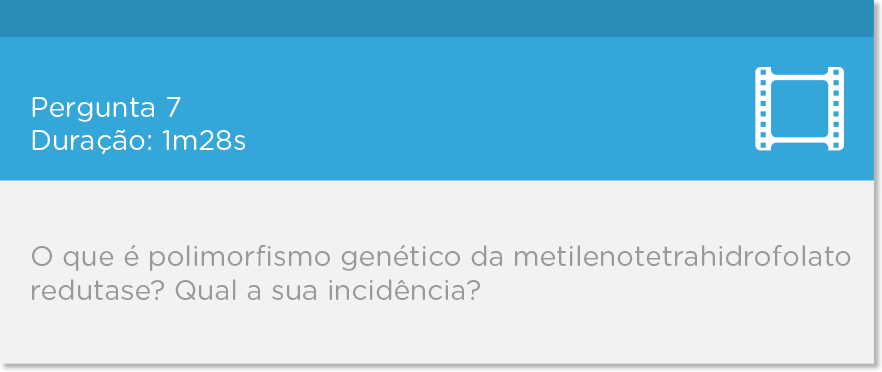 Pergunta 7
Duração: 1m28s
O que é polimorfismo genético da metilenotetrahidrofolato
redutase? Qual a sua incidência?